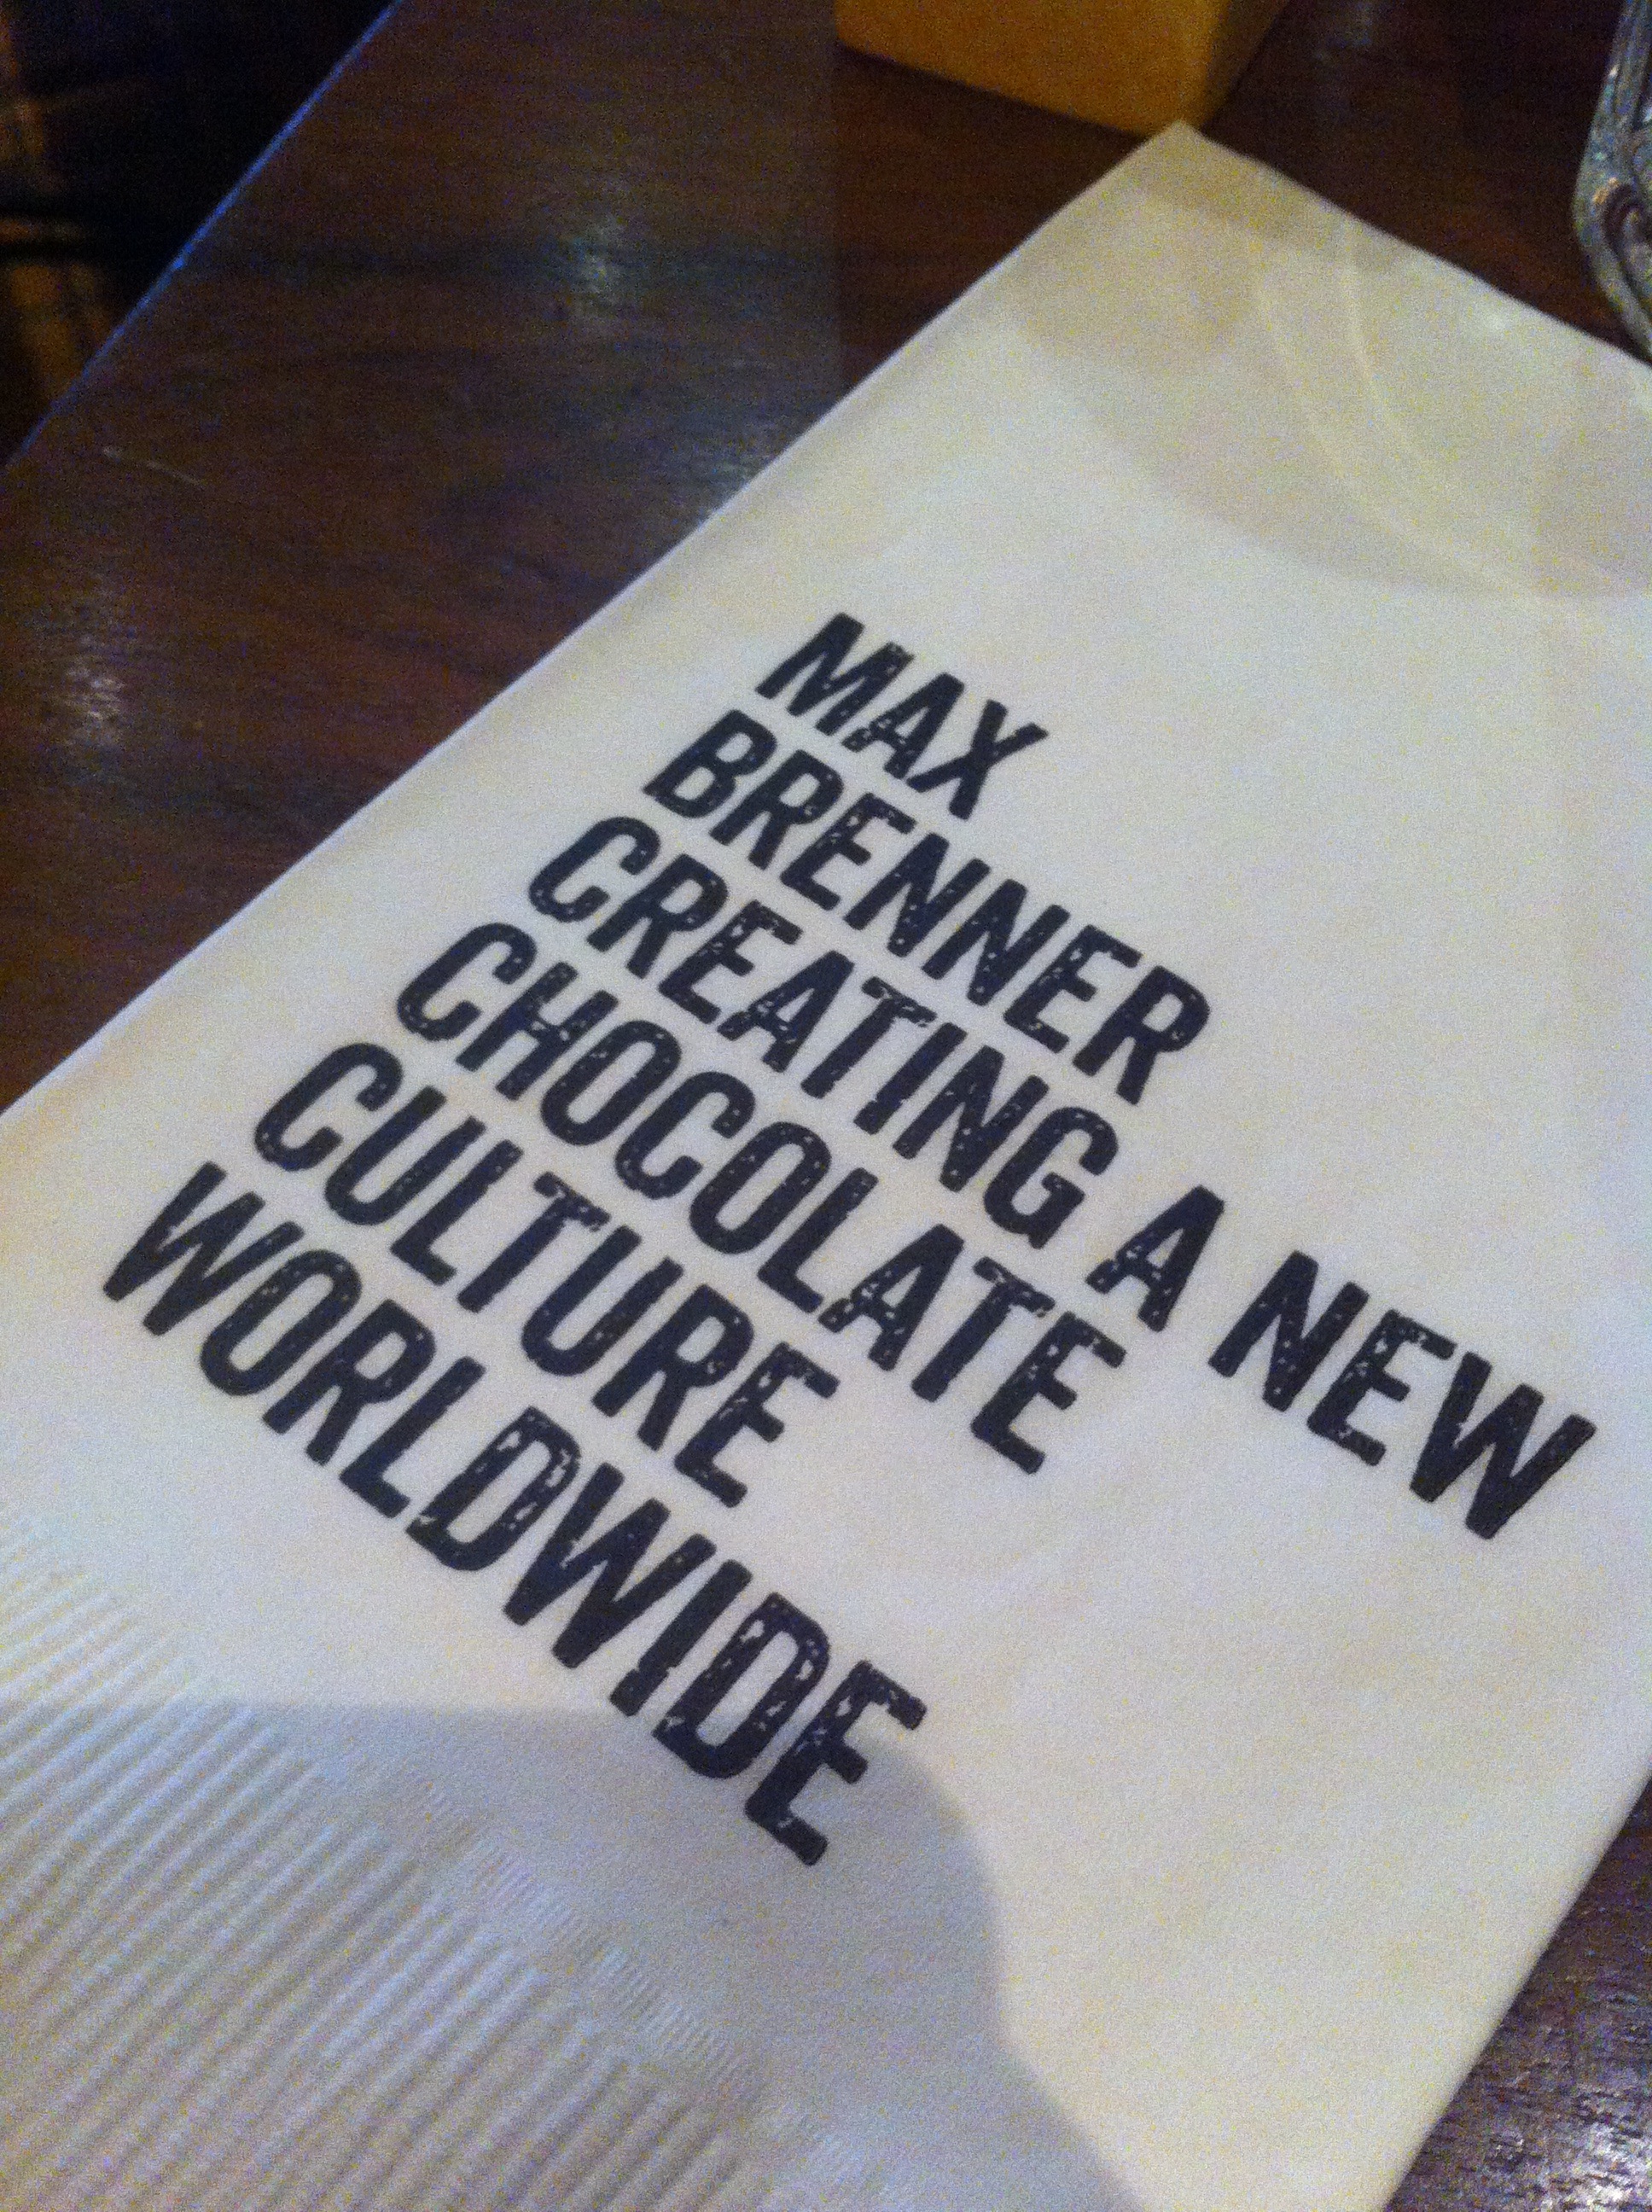 MAX
BRENNER
CREATING A NEW
CHOCOLATE
CULTURE
WORLDWIDE